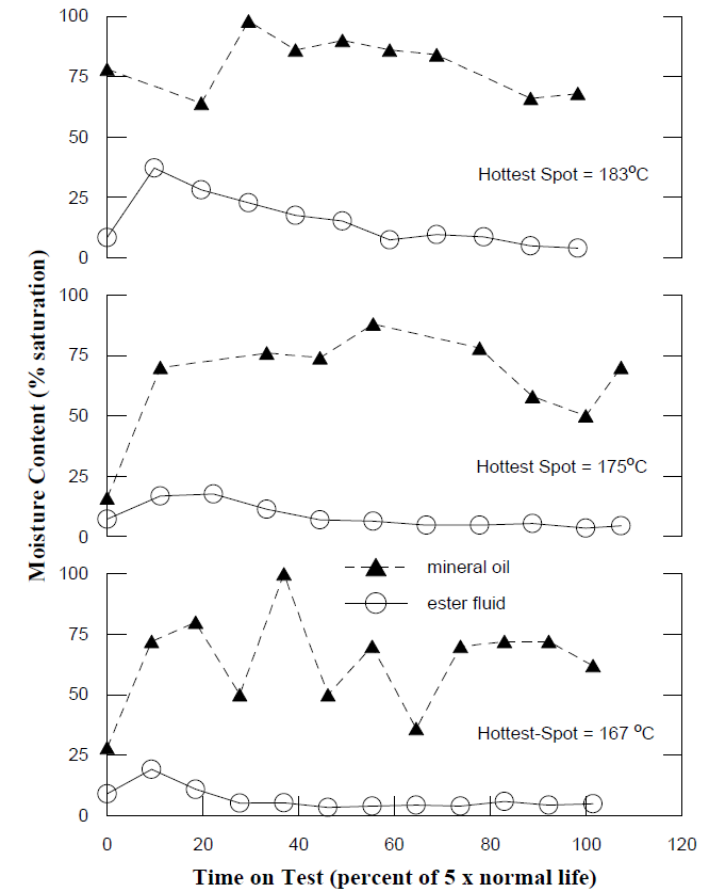 100
75
50
25
0
Hottest Spot = 183°C
100
75
50
25
0
Hottest Spot = 175°C
Moisture Content (% saturation)
100
75
50
25
0
mineral oil
ester fluid
Hottest-Spot = 167 °C
0 20 40 60 80 100 120
Time on Test (percent of 5 x normal life)